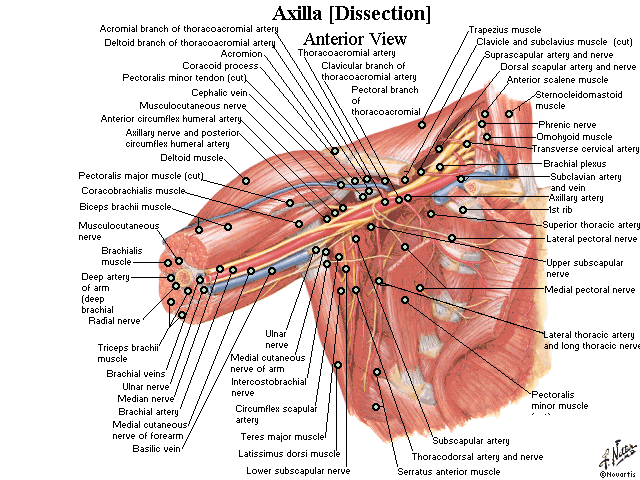 Axilla [Dissection]
Anterior View
Acromial branch of thoracoacromial artery
Deltoid branch of thoracoacromial artery
Acromion
Coracoid process
Pectoralis minor tendon (cut)
Cephalic vein
Musculocutaneous nerve
Anterior circumflex humeral artery
Axillary nerve and posterior
circumflex humeral artery
Deltoid muscle
Pectoralis major muscle (cut)
Coracobrachialis muscle
Biceps brachii muscle
Musculocutaneous
nerve
Brachialis
muscle
Deep artery
of arm
(deep
brachial
Radial nerve
Triceps brachii
muscle
Brachial veins
Ulnar nerve
Median nerve
Brachial artery
Medial cutaneous
nerve of forearm
Basilic vein
Thoracoacromial artery
Clavicular branch of
thoracoacromial artery
Pectoral branch
of
thoracoacromial
Trapezius muscle
Clavicle and subclavius muscle (cut)
Suprascapular artery and nerve
Dorsal scapular artery and nerve
Anterior scalene muscle
Sternocleidomastoid
muscle
Phrenic nerve
Omohyoid muscle
Transverse cervical artery
Brachial plexus
Subclavian artery
and vein
Axillary artery
1st rib
Superior thoracic artery
Lateral pectoral nerve
Upper subscapular
nerve
Medial pectoral nerve
Lateral thoracic artery
and long thoracic nerve
Pectoralis
minor muscle
Ulnar
nerve
Medial cutaneous
nerve of arm
Intercostobrachial
nerve
Circumflex scapular
artery
Teres major muscle
Latissimus dorsi muscle
Lower subscapular nerve
Subscapular artery
Thoracodorsal artery and nerve
Serratus anterior muscle
©Novartis